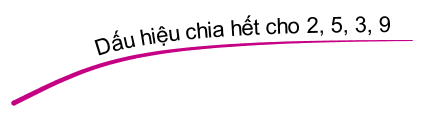 Dấu hiệu chia hết cho 2, 5, 3, 9